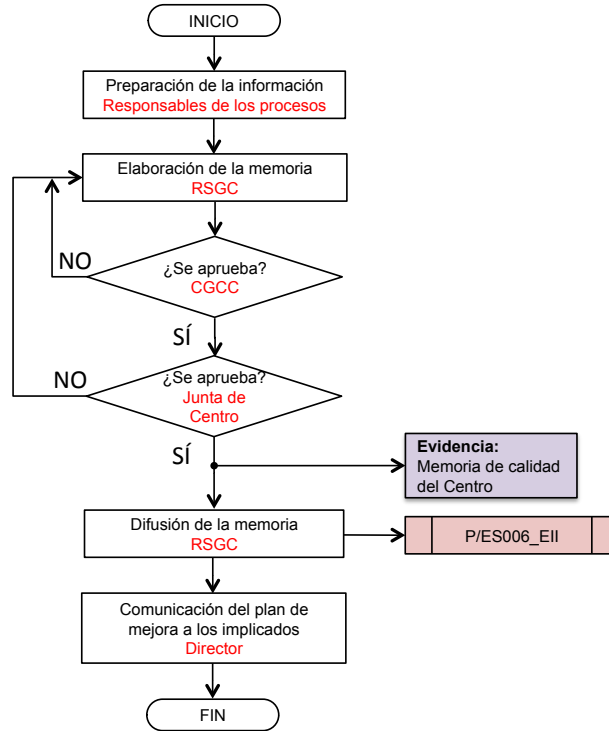 INICIO
Preparación de la información
Responsables de los procesos
Elaboración de la memoria
RSGC
NO
¿Se aprueba?
CGCC
SÍ
NO
¿Se aprueba?
Junta de
Centro
SÍ
Evidencia:
Memoria de calidad
del Centro
Difusión de la memoria
RSGC
P/ES006_EII
Comunicación del plan de
mejora a los implicados
Director
FIN